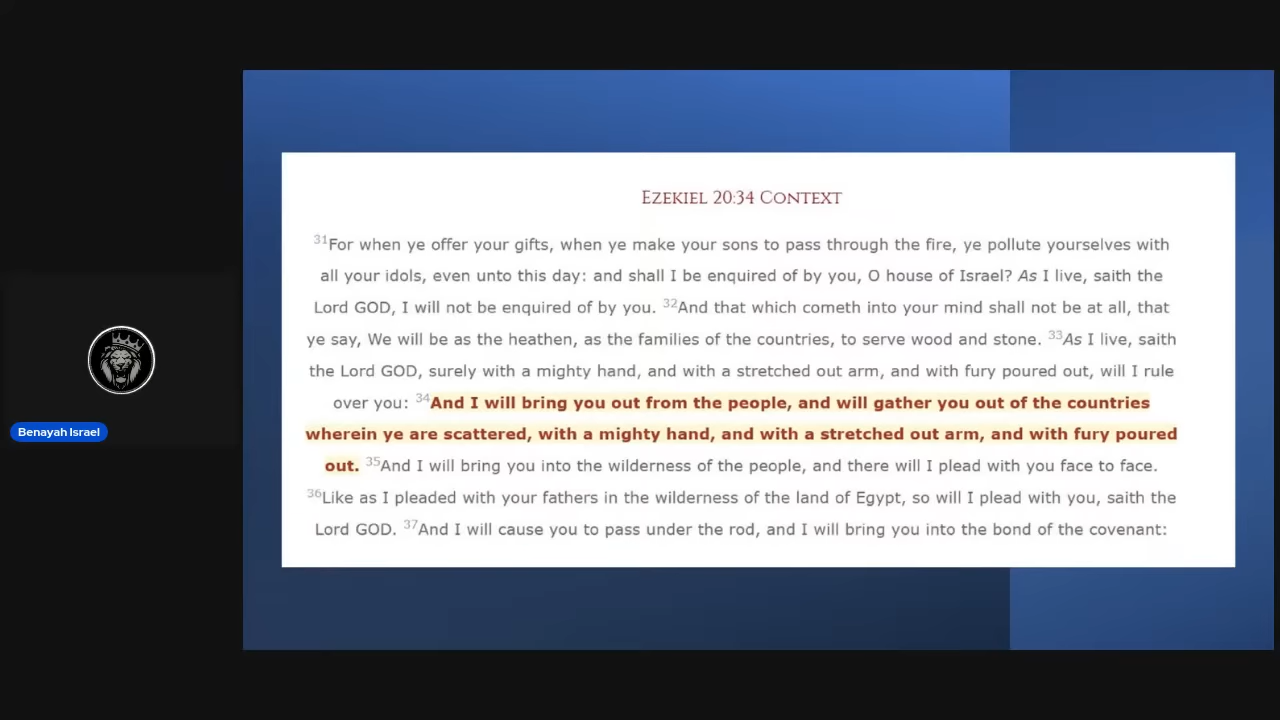 Ezekiel 20:34 Context
31For when ye offer your gifts, when ye make your sons to pass through the fire, ye pollute yourselves with
all your idols, even unto this day: and shall I be enquired of by you, O house of Israel? As I live, saith the
Lord GOD, I will not be enquired of by you. 32And that which cometh into your mind shall not be at all, that
ye say, We will be as the heathen, as the families of the countries, to serve wood and stone. 33As I live, saith
the Lord GOD, surely with a mighty hand, and with a stretched out arm, and with fury poured out, will I rule
over you: 34And I will bring you out from the people, and will gather you out of the countries
wherein ye are scattered, with a mighty hand, and with a stretched out arm, and with fury poured
out. 35And I will bring you into the wilderness of the people, and there will I plead with you face to face.
36Like as I pleaded with your fathers in the wilderness of the land of Egypt, so will I plead with you, saith the
Lord GOD. 37And I will cause you to pass under the rod, and I will bring you into the bond of the covenant:
Benayah Israel